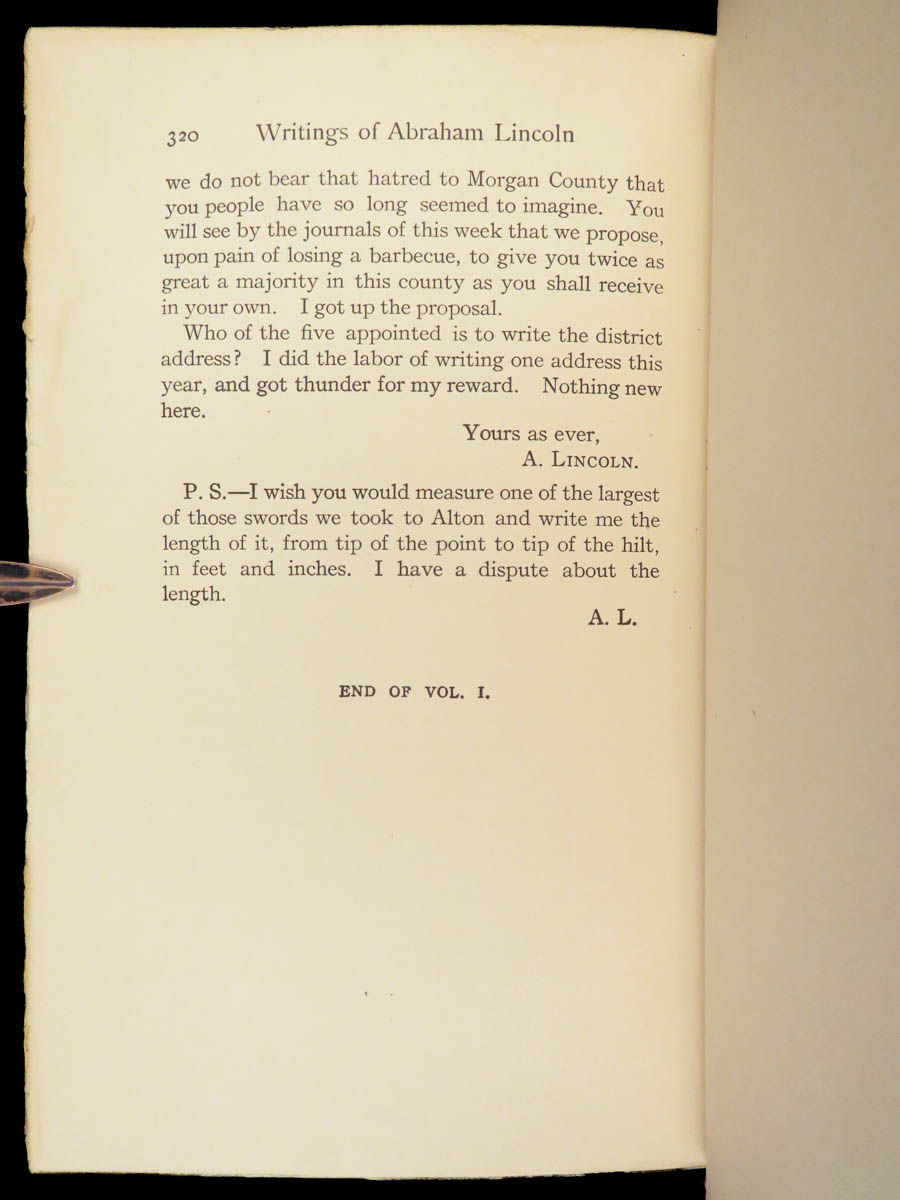 320 Writings of Abraham Lincoln
we do not bear that hatred to Morgan County that
you people have so long seemed to imagine. You
will see by the journals of this week that we propose,
upon pain of losing a barbecue, to give you twice as
great a majority in this county as you shall receive
in your own. I got up the proposal.
Who of the five appointed is to write the district
address? I did the labor of writing one address this
year, and got thunder for my reward. Nothing new
here.
Yours as ever,
A. LINCOLN.
P. S.—I wish you would measure one of the largest
of those swords we took to Alton and write me the
length of it, from tip of the point to tip of the hilt,
in feet and inches. I have a dispute about the
length.
A. L.
END OF VOL. I.